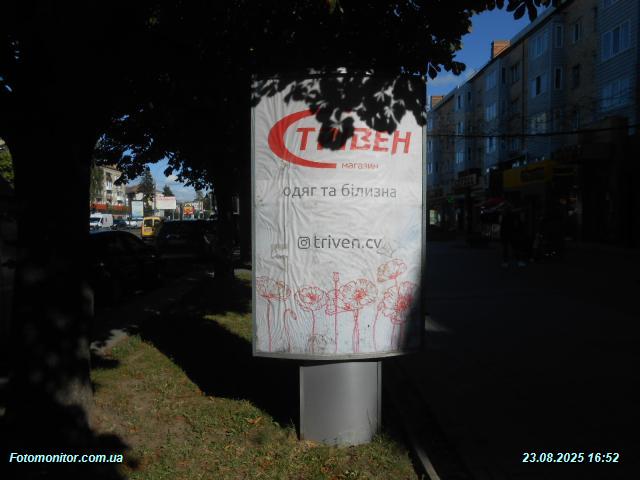 ТРІВЕН
магазин
одяг та білизна
triven.cv
Fotomonitor.com.ua
23.08.2025 16:52